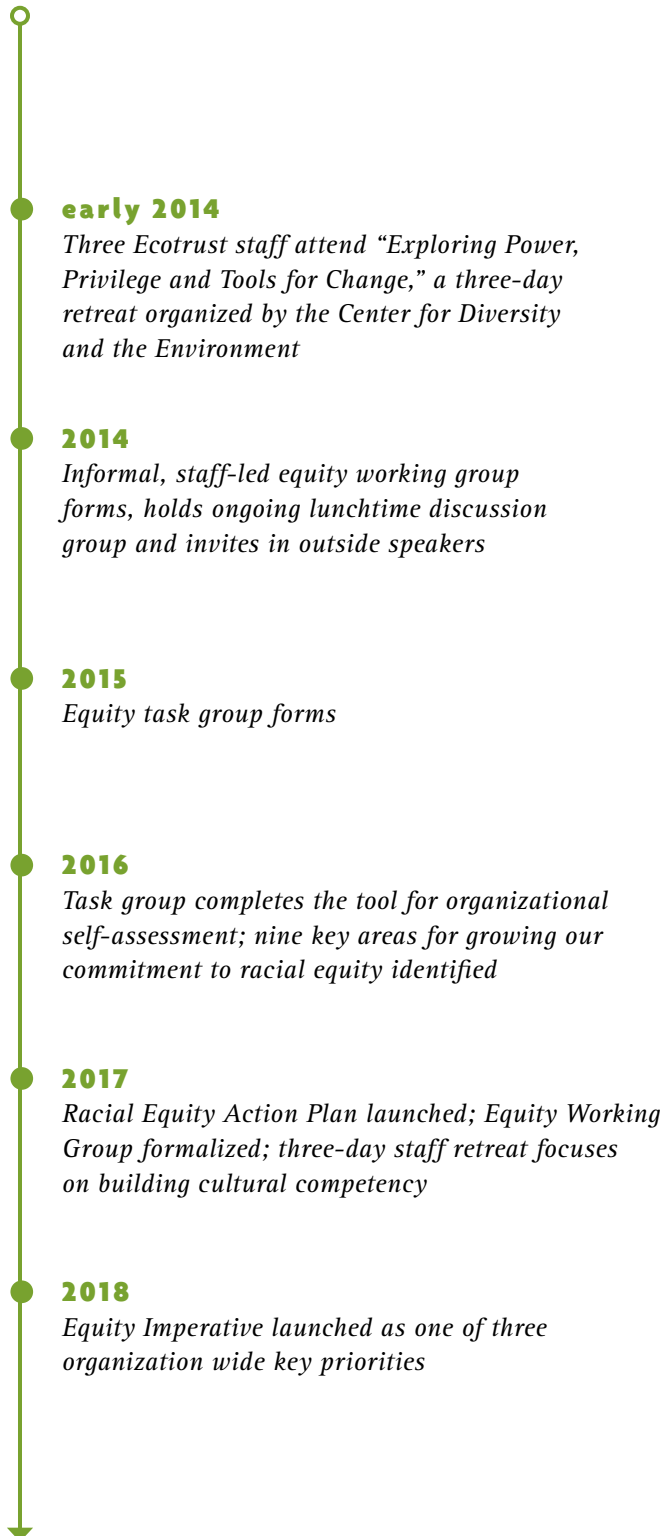 early 2014
Three Ecotrust staff attend “Exploring Power,
Privilege and Tools for Change,” a three-day
retreat organized by the Center for Diversity
and the Environment
2014
Informal, staff-led equity working group
forms, holds ongoing lunchtime discussion
group and invites in outside speakers
2015
Equity task group forms
2016
Task group completes the tool for organizational
self-assessment; nine key areas for growing our
commitment to racial equity identified
2017
Racial Equity Action Plan launched; Equity Working
Group formalized; three-day staff retreat focuses
on building cultural competency
2018
Equity Imperative launched as one of three
organization wide key priorities